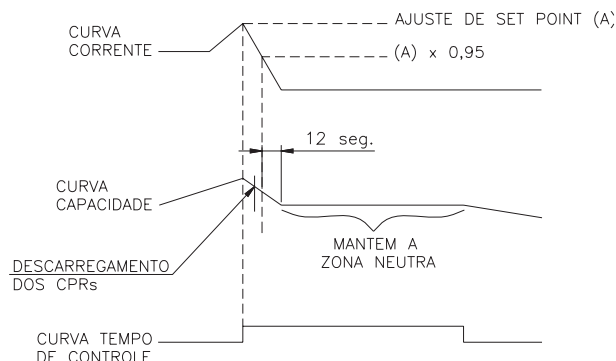 AJUSTE DE SET POINT (A)
CURVA
CORRENTE
(A) x 0,95
12 seg.
CURVA
CAPACIDADE
MANTEM A
ZONA NEUTRA
DESCARREGAMENTO
DOS CPRs
CURVA TEMPO
DE CONTROLE